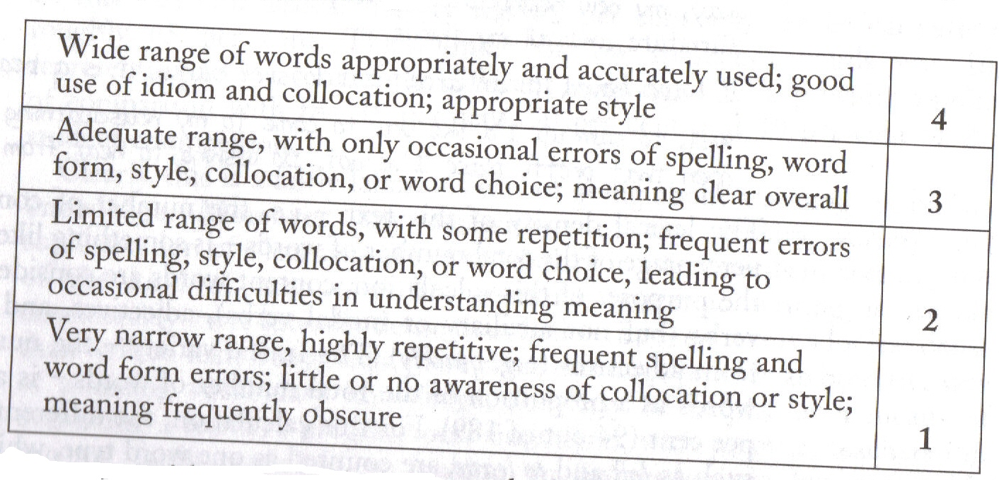 Wide range of words appropriately and accurately used; good
use of idiom and collocation; appropriate style
4
Adequate range, with only occasional errors of spelling, word
form, style, collocation, or word choice; meaning clear overall
3
Limited range of words, with some repetition; frequent errors
of spelling, style, collocation, or word choice, leading to
occasional difficulties in understanding meaning
2
Very narrow range, highly repetitive; frequent spelling and
word form errors; little or no awareness of collocation or style;
meaning frequently obscure
1